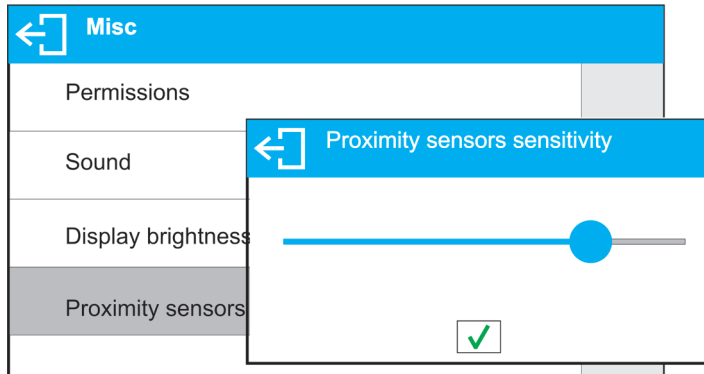 Misc
Permissions
Sound
Display brightness
Proximity sensors
Proximity sensors sensitivity